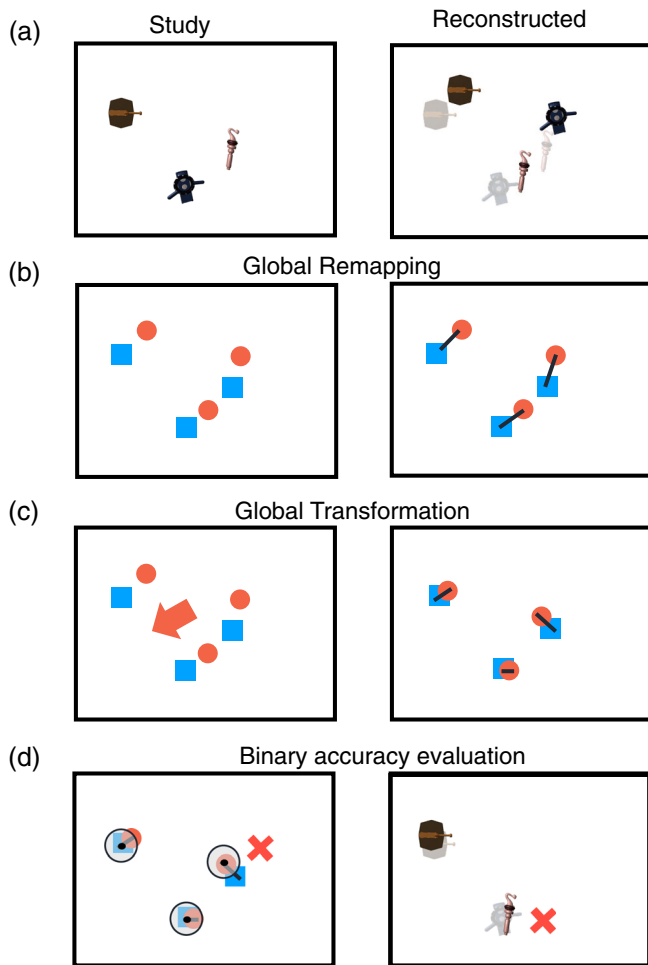 (a)
Study
Reconstructed
(b)
Global Remapping
(c)
Global Transformation
(d)
Binary accuracy evaluation